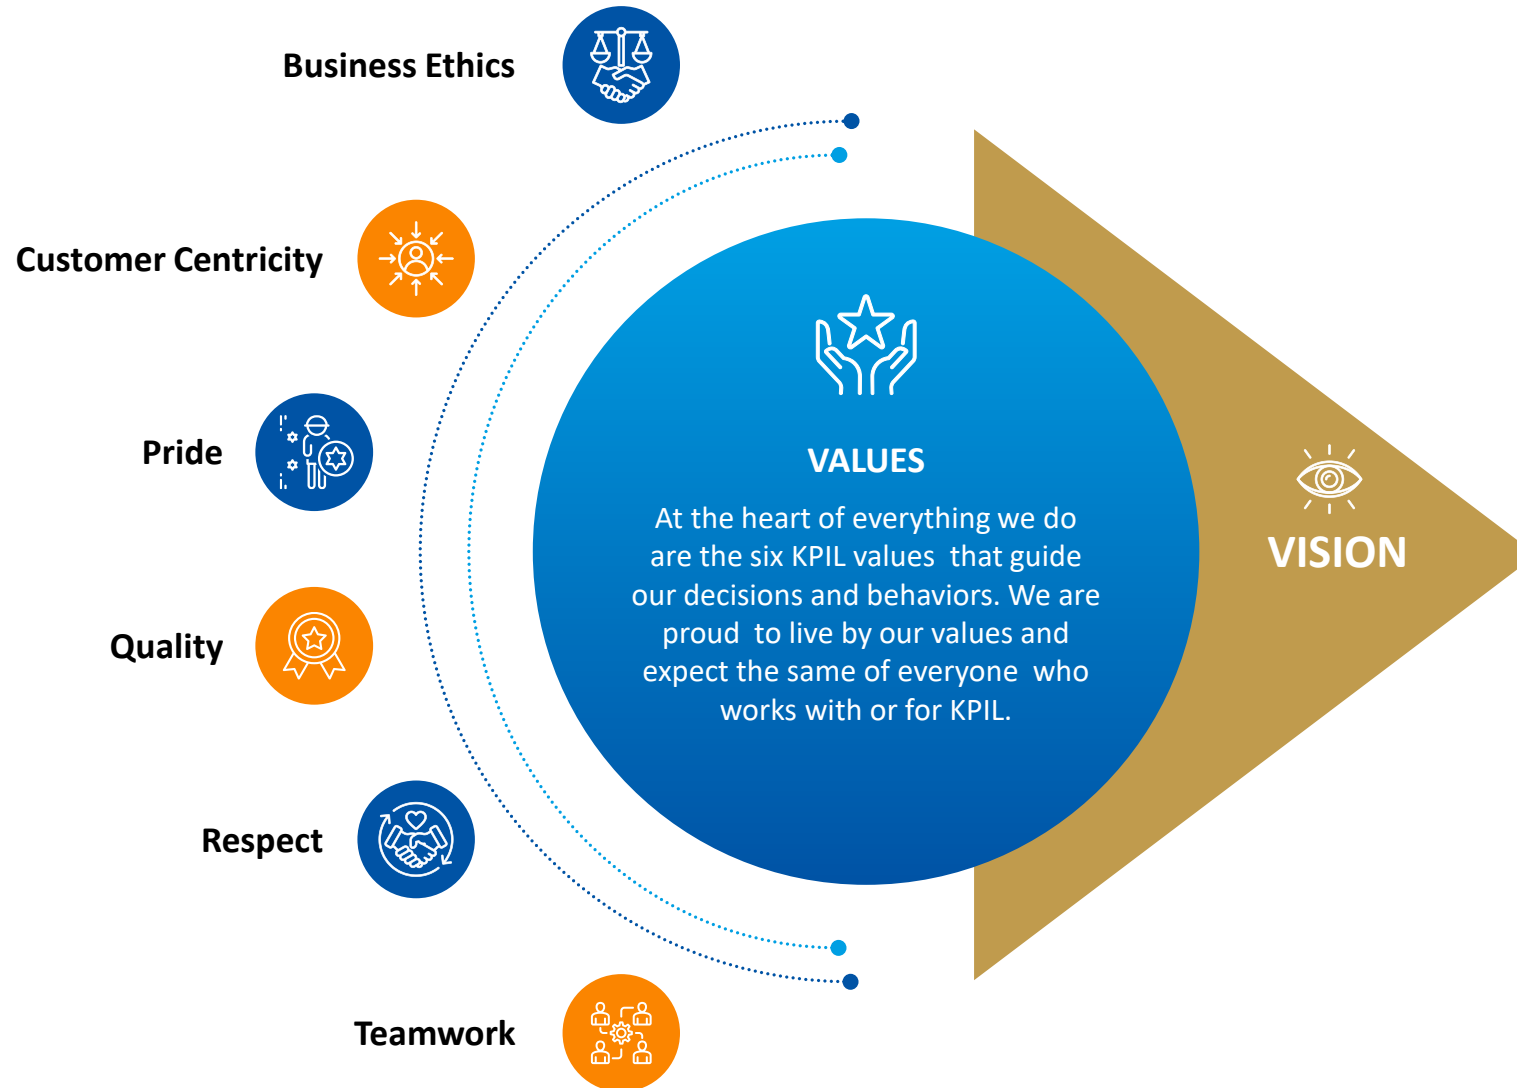 Business Ethics
Customer Centricity
Pride
Quality
Respect
Teamwork
VALUES
At the heart of everything we do
are the six KPIL values  that guide
our decisions and behaviors. We are
proud  to live by our values and
expect the same of everyone  who
works with or for KPIL.
VISION